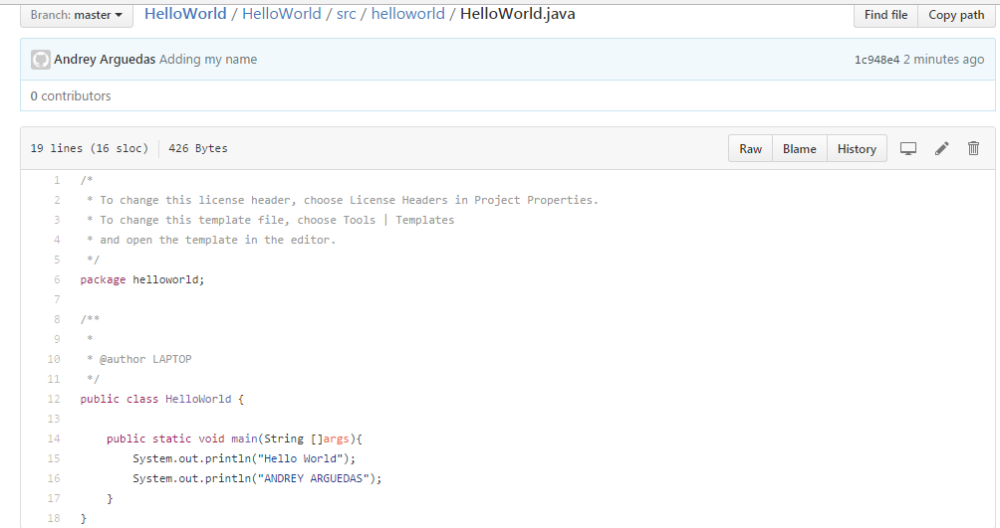 Branch: master HelloWorld / HelloWorld / src / helloworld / HelloWorld.java Find file Copy path
Andrey Arguedas Adding my name 1c948e4 2 minutes ago
0 contributors
19 lines (16 sloc) 426 Bytes Raw Blame History
1 /*
2 * To change this license header, choose License Headers in Project Properties.
3 * To change this template file, choose Tools | Templates
4 * and open the template in the editor.
5 */
6 package helloworld;
7
8 /**
9 *
10 * @author LAPTOP
11 */
12 public class HelloWorld {
13
14 public static void main(String []args){
15 System.out.println("Hello World");
16 System.out.println("ANDREY ARGUEDAS");
17 }
18 }